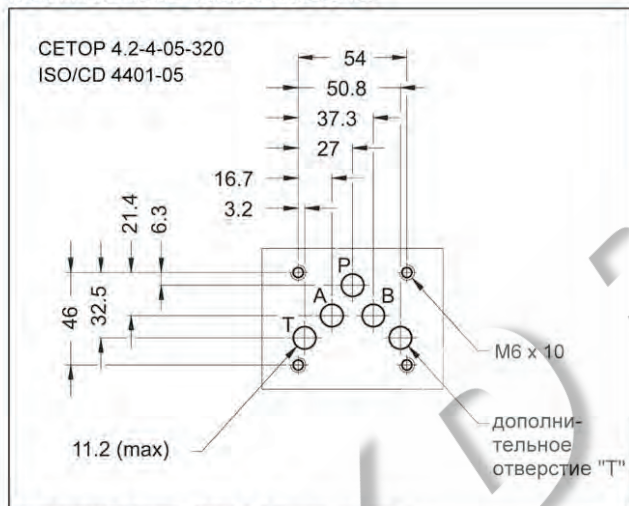 СЕТОР 4.2-4-05-320
ISO/CD 4401-05
54
50.8
37.3
27
16.7
3.2
21.4
6.3
46
32.5
P
A
B
T
M6 x 10
11.2 (max)
дополни-
тельное
отверстие "T"